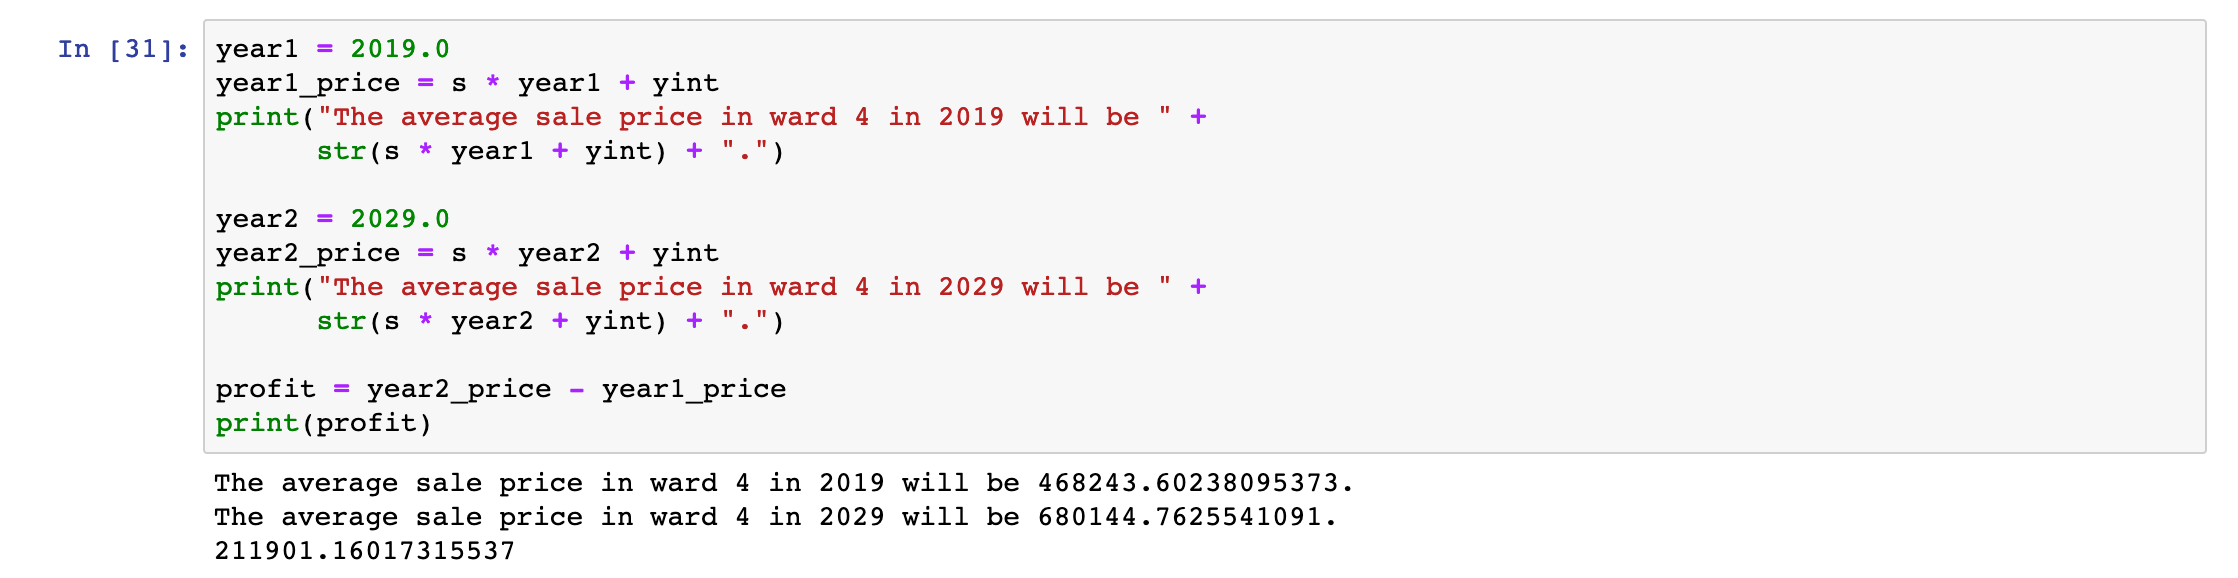 In [31]:
year1 = 2019.0
year1_price = s * year1 + yint
print("The average sale price in ward 4 in 2019 will be " +
      str(s * year1 + yint) + ".")

year2 = 2029.0
year2_price = s * year2 + yint
print("The average sale price in ward 4 in 2029 will be " +
      str(s * year2 + yint) + ".")

profit = year2_price - year1_price
print(profit)
The average sale price in ward 4 in 2019 will be 468243.60238095373.
The average sale price in ward 4 in 2029 will be 680144.7625541091.
211901.16017315537